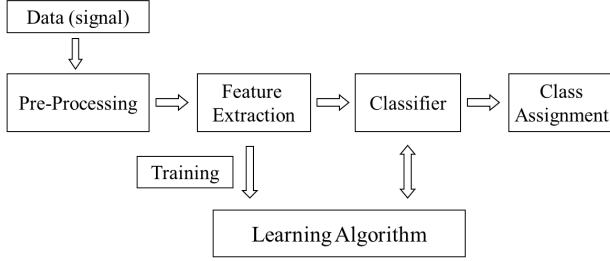 Data (signal)
Pre-Processing
Feature
Extraction
Classifier
Class
Assignment
Training
Learning Algorithm